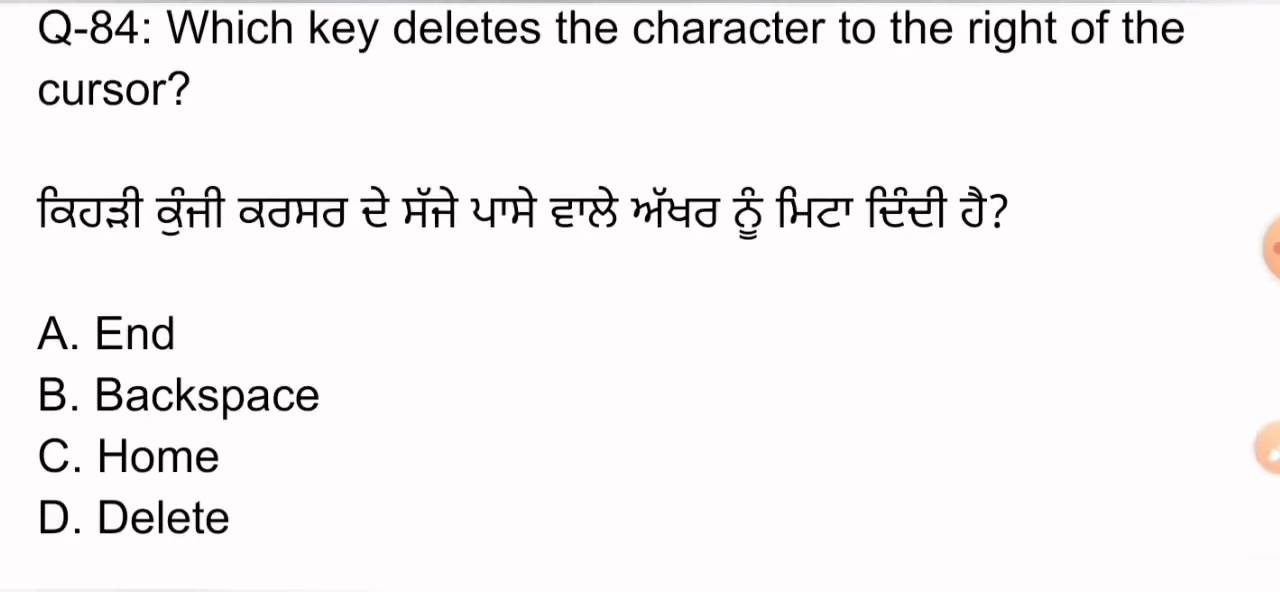 Q-84: Which key deletes the character to the right of the
cursor?
ਕਿਹੜੀ ਕੁੰਜੀ ਕਰਸਰ ਦੇ ਸੱਜੇ ਪਾਸੇ ਵਾਲੇ ਅੱਖਰ ਨੂੰ ਮਿਟਾ ਦਿੰਦੀ ਹੈ?
A. End
B. Backspace
C. Home
D. Delete